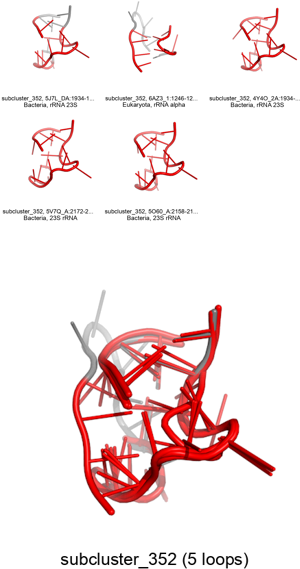 subcluster_352, 5J7L_DA:1934-1...
Bacteria, rRNA 23S
subcluster_352, 6AZ3_1:1246-12...
Eukaryota, rRNA alpha
subcluster_352, 4Y4O_2A:1934-...
Bacteria, rRNA 23S
subcluster_352, 5V7Q_A:2172-2...
Bacteria, 23S rRNA
subcluster_352, 5O60_A:2158-21...
Bacteria, 23S rRNA
subcluster_352 (5 loops)